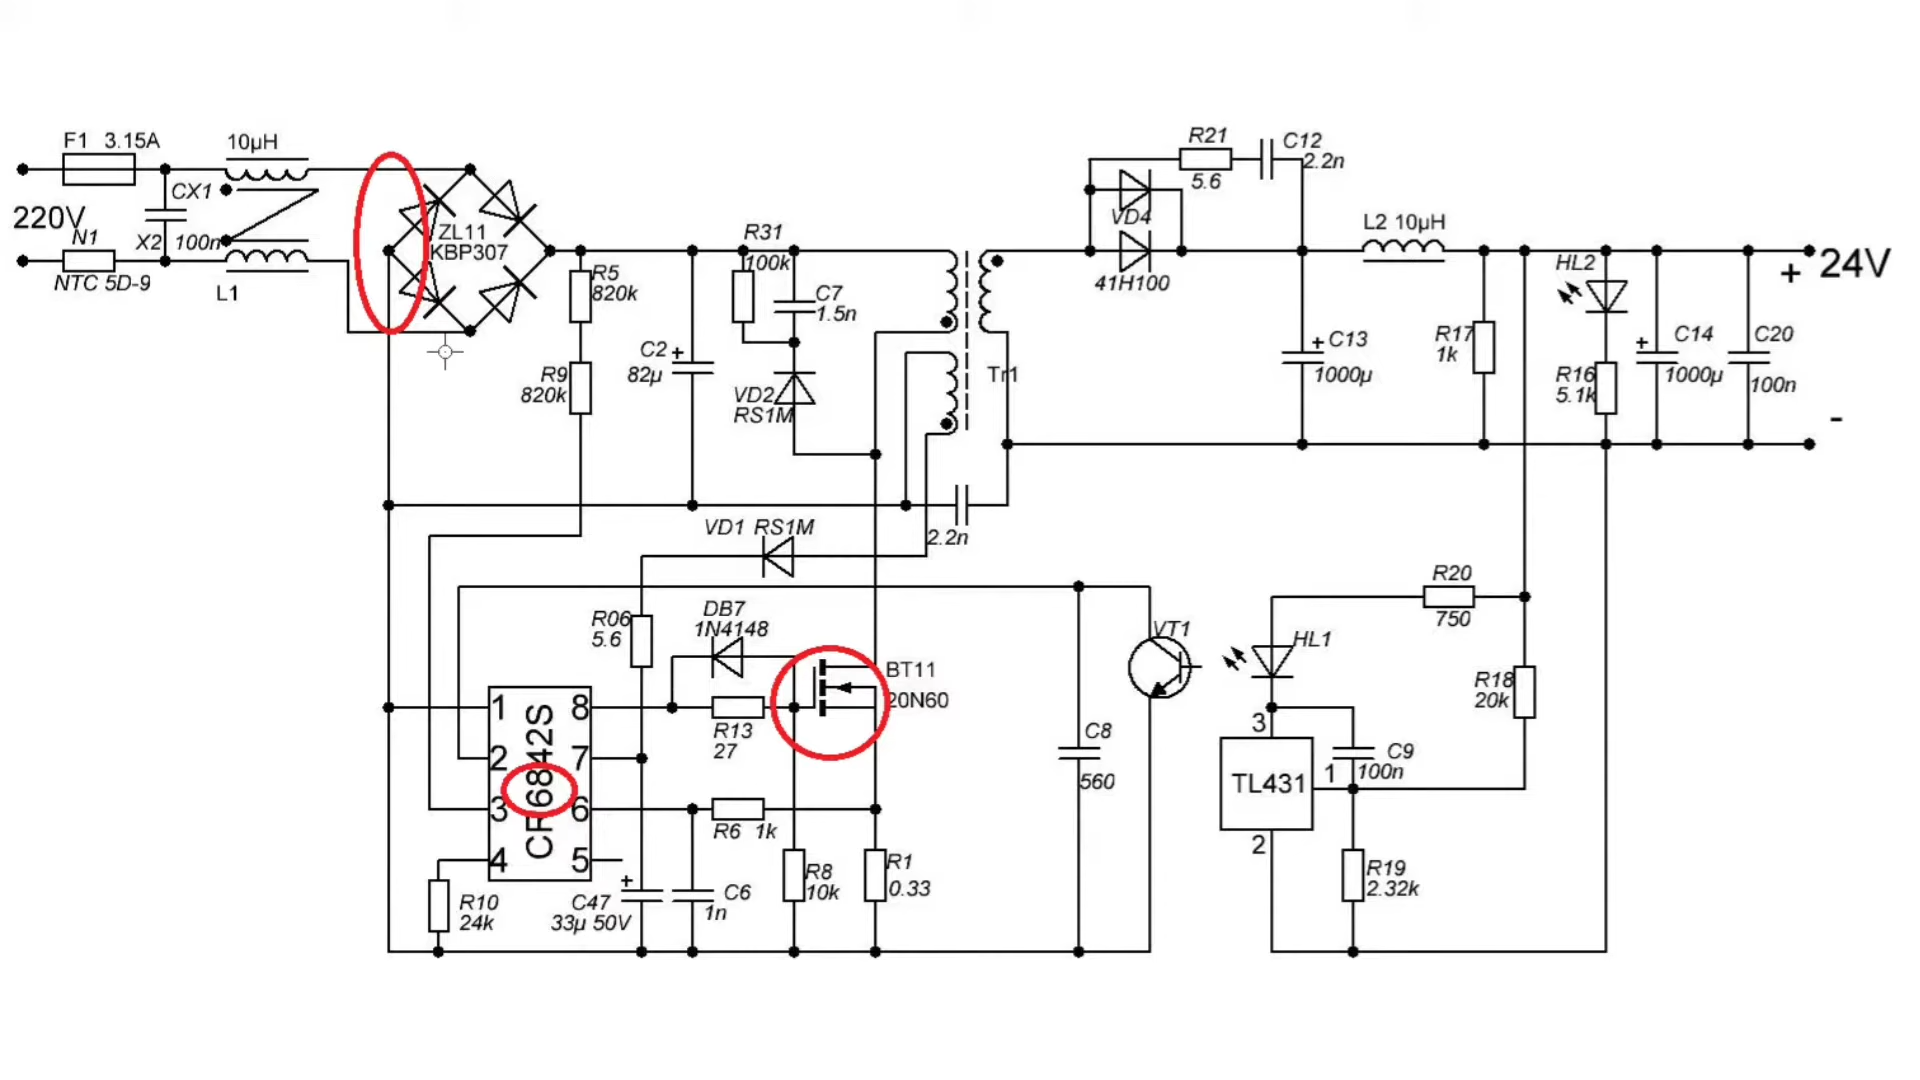 F1 3.15A
10µH
CX1
220V
N1
X2 100n
NTC 5D-9
L1
ZL11
KBP307
R5
820k
R9
820k
C2 +
82µ
R31
100k
C7
1.5n
VD2
RS1M
Tr1
2.2n
R21
5.6
C12
2.2n
VD4
41H100
L2 10µH
+ C13
1000µ
R17
1k
HL2
R16
5.1k
+ C14
1000µ
C20
100n
+ 24V
-
VD1 RS1M
R06
5.6
DB7
1N4148
R13
27
BT11
20N60
1 8
2 7
3 6
4 5
R6 1k
R10
24k
+
C47
33µ 50V
C6
1n
R8
10k
R1
0.33
VT1
C8
560
R20
750
HL1
R18
20k
3
TL431
1
2
C9
100n
R19
2.32k